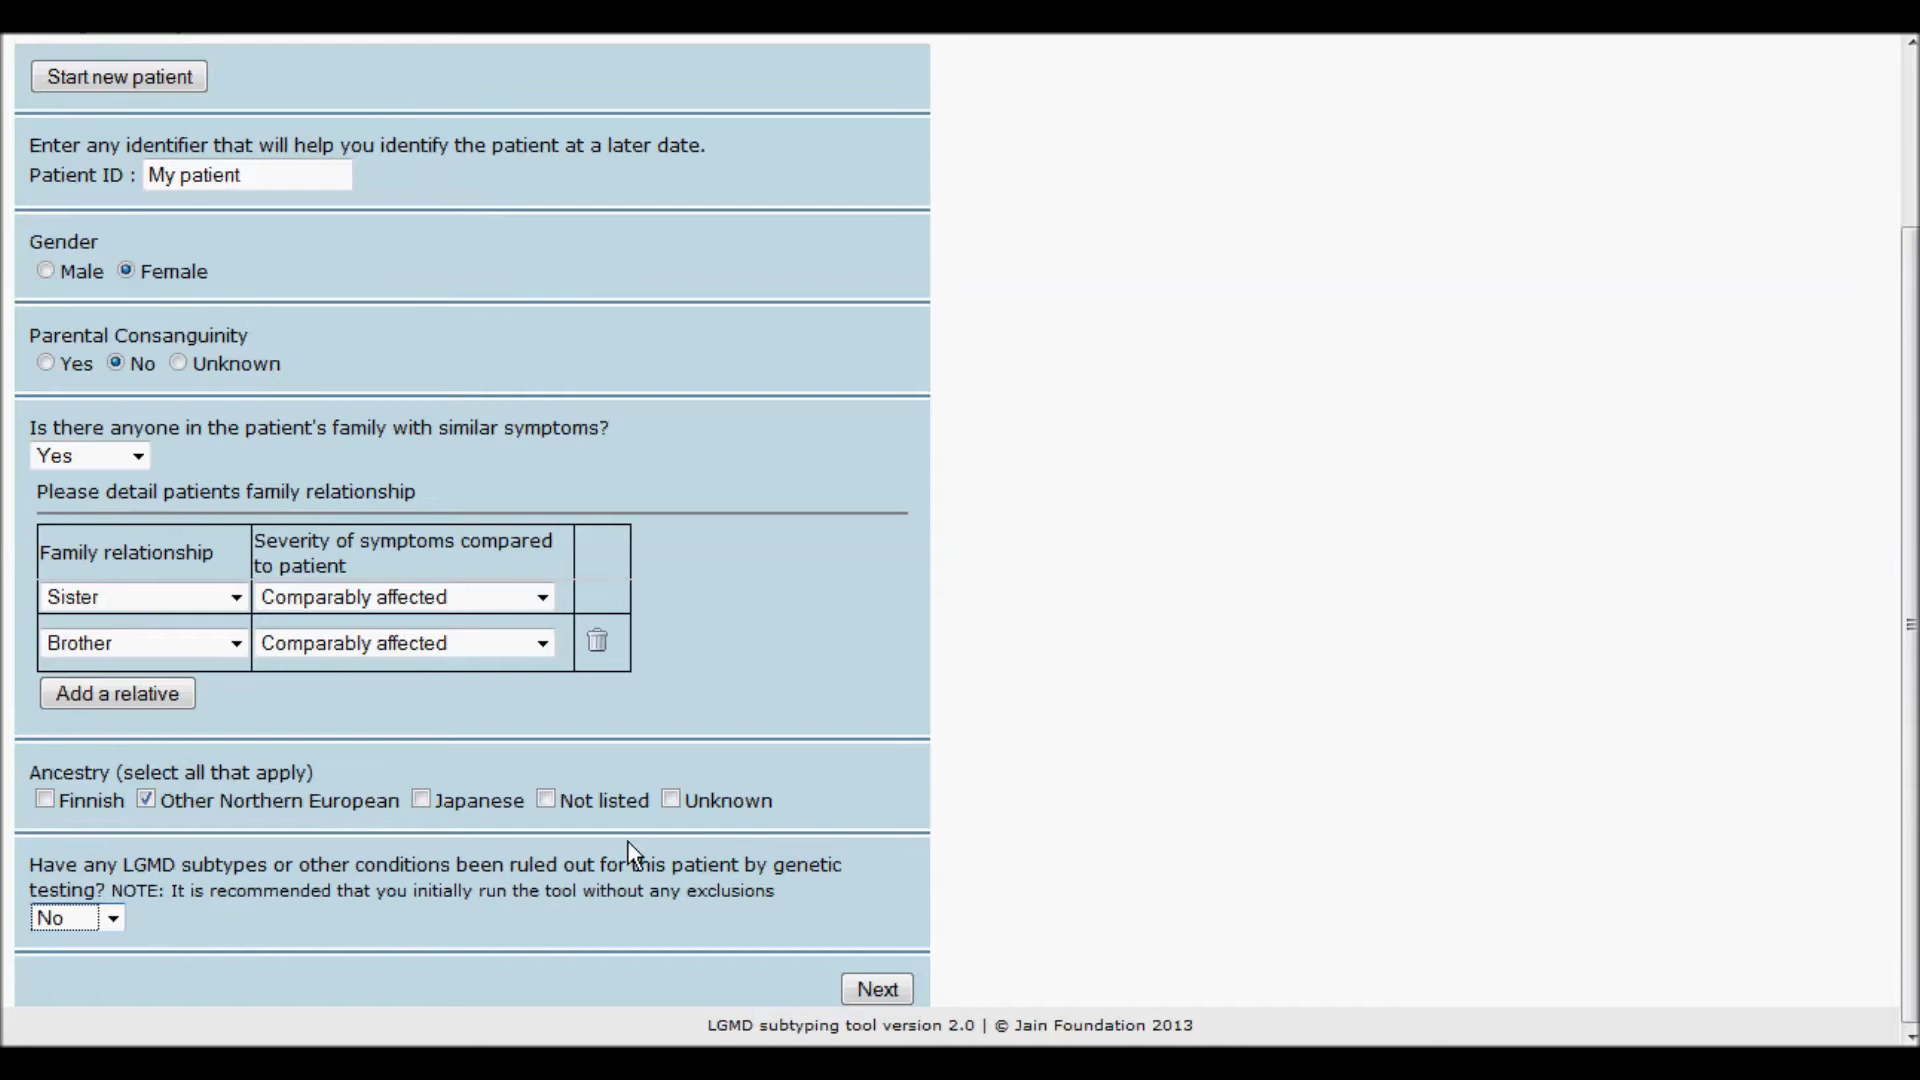 Start new patient
Enter any identifier that will help you identify the patient at a later date.
Patient ID : My patient
Gender
Male Female
Parental Consanguinity
Yes No Unknown
Is there anyone in the patient's family with similar symptoms?
Yes
Please detail patients family relationship
Family relationship
Severity of symptoms compared
to patient
Sister Comparably affected
Brother Comparably affected
Add a relative
Ancestry (select all that apply)
Finnish Other Northern European Japanese Not listed Unknown
Have any LGMD subtypes or other conditions been ruled out for this patient by genetic
testing? NOTE: It is recommended that you initially run the tool without any exclusions
No
Next
LGMD subtyping tool version 2.0 | © Jain Foundation 2013